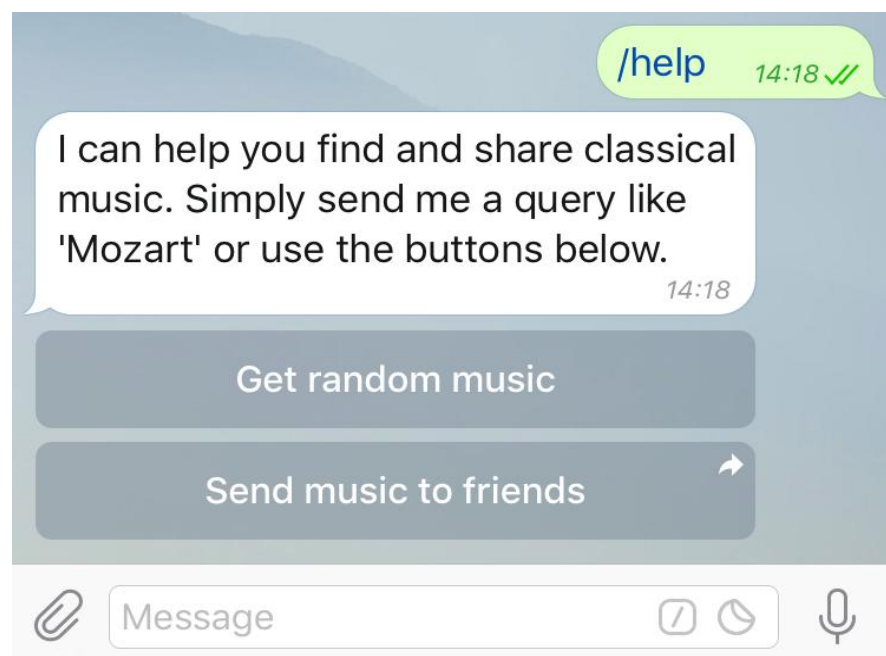 /help
14:18
I can help you find and share classical
music. Simply send me a query like
'Mozart' or use the buttons below.
14:18
Get random music
Send music to friends
Message